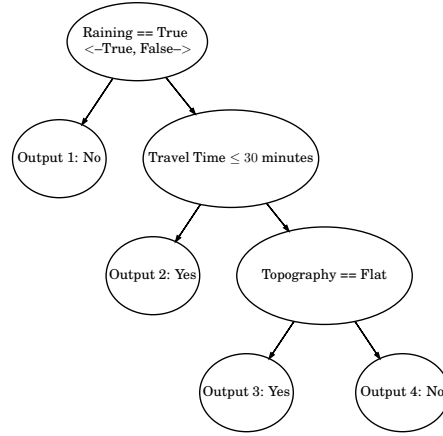 Raining == True
<–True, False–>
Output 1: No
Travel Time ≤ 30 minutes
Output 2: Yes
Topography == Flat
Output 3: Yes
Output 4: No